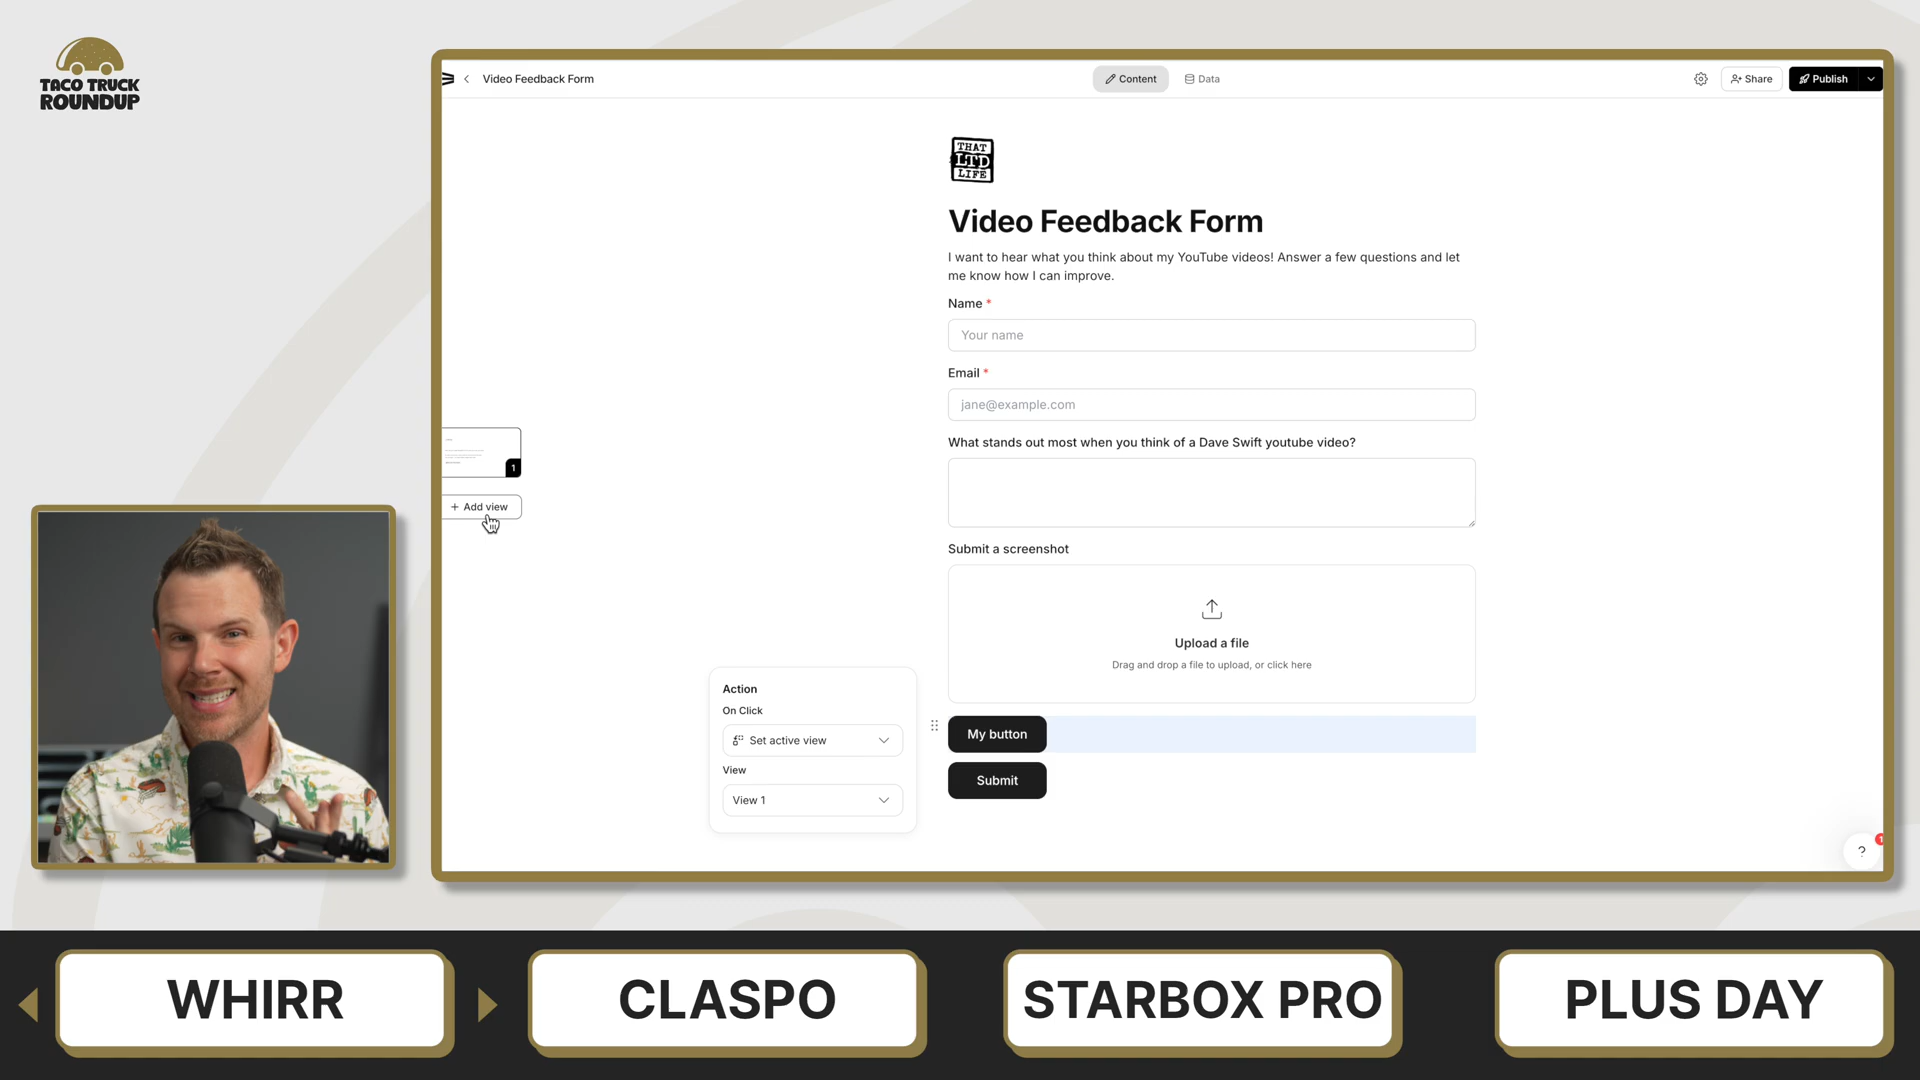 TACO TRUCK
ROUNDUP
Video Feedback Form
Content
Data
Share
Publish
THAT
LTD
LIFE
Video Feedback Form
I want to hear what you think about my YouTube videos! Answer a few questions and let
me know how I can improve.
Name *
Your name
Email *
jane@example.com
What stands out most when you think of a Dave Swift youtube video?
1
+ Add view
Submit a screenshot
Upload a file
Drag and drop a file to upload, or click here
Action
On Click
Set active view
View
View 1
My button
Submit
?
1
WHIRR
CLASPO
STARBOX PRO
PLUS DAY